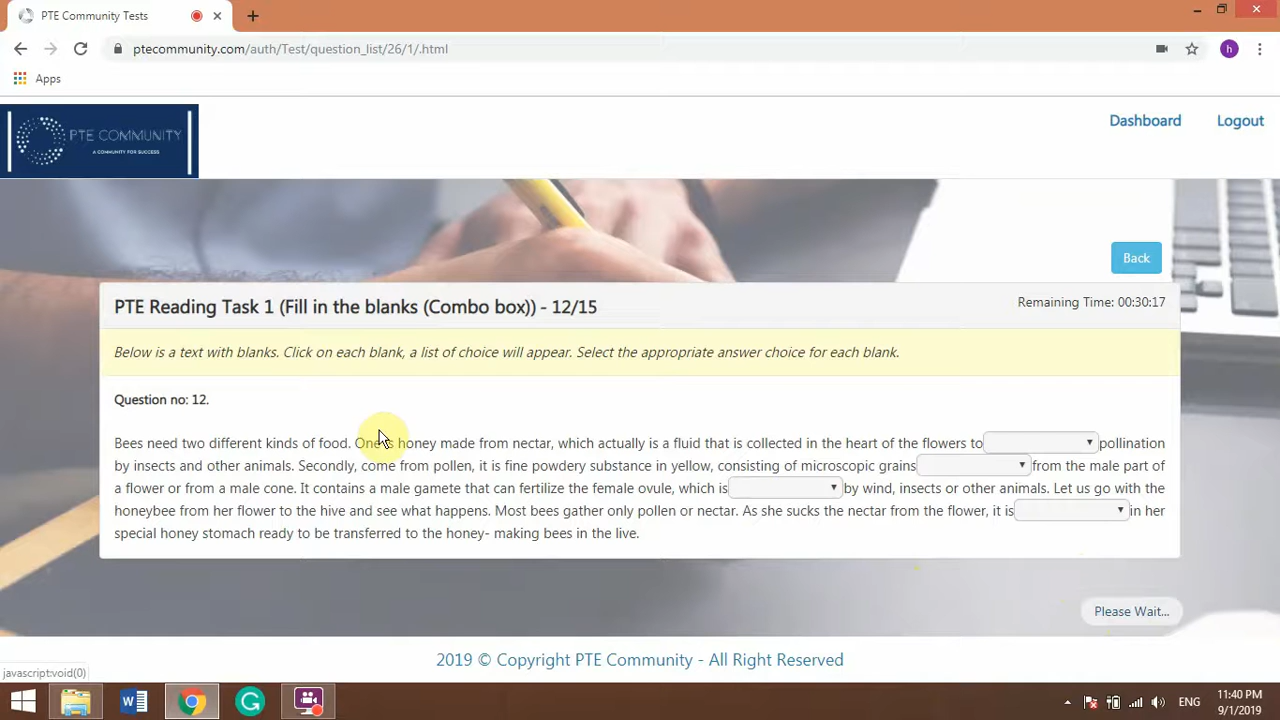 PTE Community Tests
ptecommunity.com/auth/Test/question_list/26/1/.html
h
Apps
PTE COMMUNITY
A COMMUNITY FOR SUCCESS
Dashboard
Logout
Back
PTE Reading Task 1 (Fill in the blanks (Combo box)) - 12/15
Remaining Time: 00:30:17
Below is a text with blanks. Click on each blank, a list of choice will appear. Select the appropriate answer choice for each blank.
Question no: 12.
Bees need two different kinds of food. One is honey made from nectar, which actually is a fluid that is collected in the heart of the flowers to pollination
by insects and other animals. Secondly, come from pollen, it is fine powdery substance in yellow, consisting of microscopic grains from the male part of
a flower or from a male cone. It contains a male gamete that can fertilize the female ovule, which is by wind, insects or other animals. Let us go with the
honeybee from her flower to the hive and see what happens. Most bees gather only pollen or nectar. As she sucks the nectar from the flower, it is in her
special honey stomach ready to be transferred to the honey- making bees in the live.
Please Wait...
2019 © Copyright PTE Community - All Right Reserved
javascript:void(0)
ENG
11:40 PM
9/1/2019